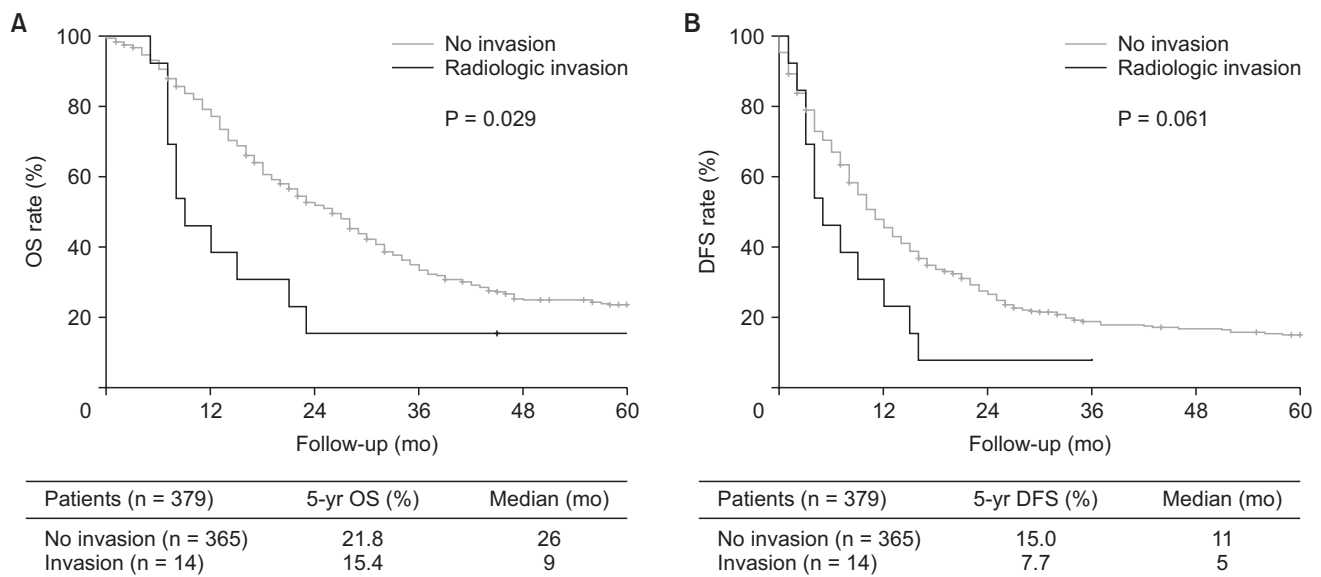 A
100
80
60
40
20
0
12
24
36
48
60
OS rate (%)
Follow-up (mo)
No invasion
Radiologic invasion
P = 0.029
Patients (n = 379) 5-yr OS (%) Median (mo)
No invasion (n = 365) 21.8 26
Invasion (n = 14) 15.4 9
B
100
80
60
40
20
0
12
24
36
48
60
DFS rate (%)
Follow-up (mo)
No invasion
Radiologic invasion
P = 0.061
Patients (n = 379) 5-yr DFS (%) Median (mo)
No invasion (n = 365) 15.0 11
Invasion (n = 14) 7.7 5